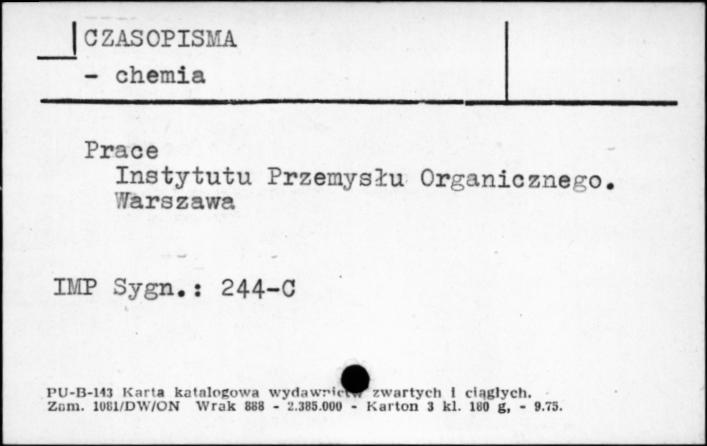 CZASOPISMA
- chemia
Prace
Instytutu Przemysłu Organicznego.
Warszawa
IMP Sygn.: 244-C
PU-B-143 Karta katalogowa wydawnictw zwartych i ciągłych.
Zam. 1081/DW/ON Wrak 888 - 2.385.000 - Karton 3 kl. 180 g, - 9.75.